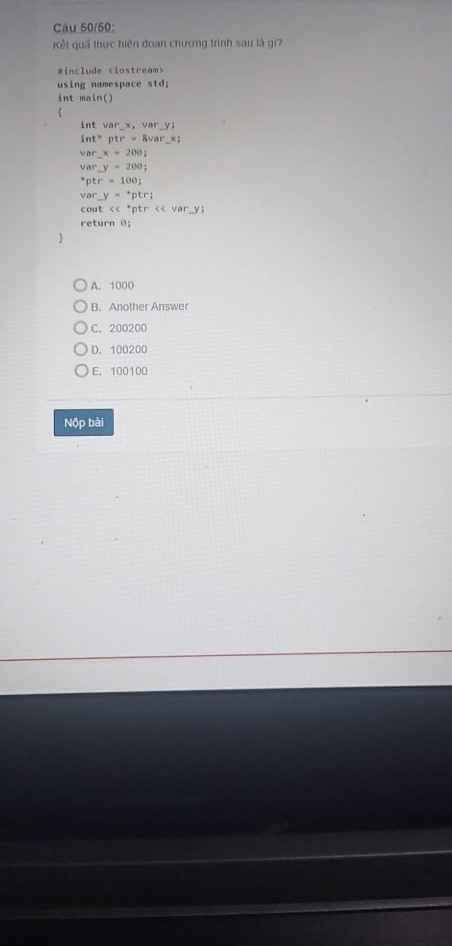 Câu 50/50:
Kết quả thực hiện đoạn chương trình sau là gì?
#include <iostream>
using namespace std;
int main()
{
int var_x, var_y;
int* ptr = &var_x;
var_x = 200;
var_y = 200;
*ptr = 100;
var_y = *ptr;
cout << *ptr << var_y;
return 0;
}
A. 1000
B. Another Answer
C. 200200
D. 100200
E. 100100
Nộp bài